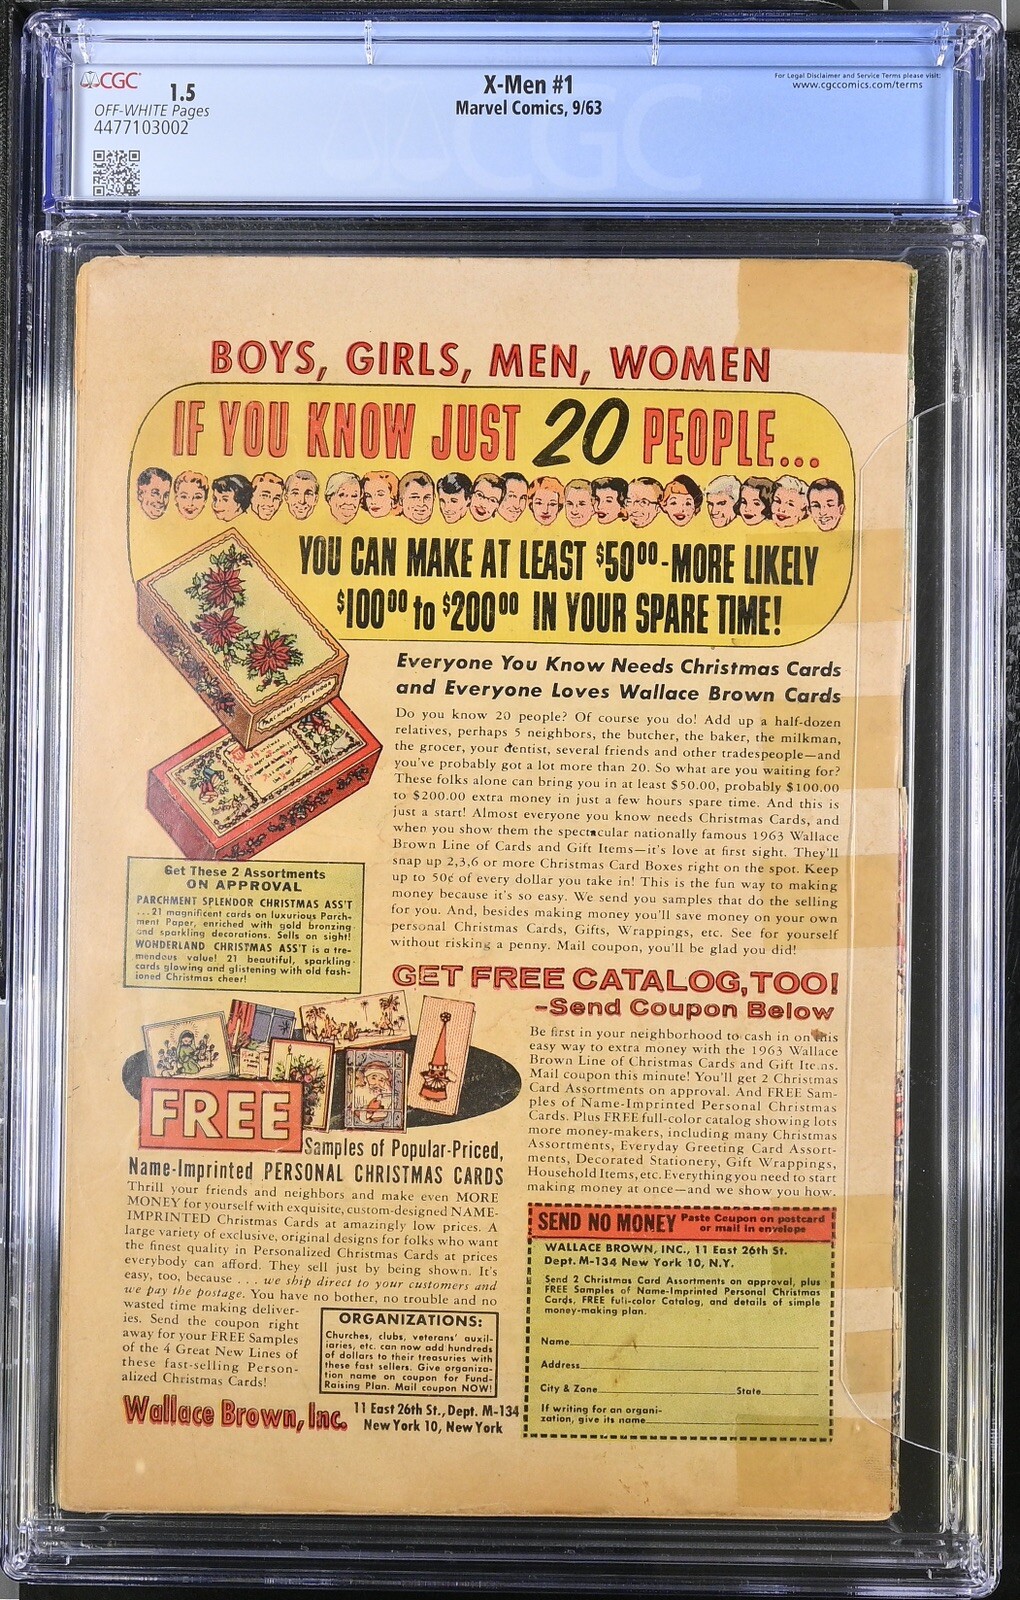 CGC
1.5
OFF-WHITE Pages
4477103002
X-Men #1
Marvel Comics, 9/63
For Legal Disclaimer and Service Terms please visit:
www.cgccomics.com/terms
CGC
BOYS, GIRLS, MEN, WOMEN
IF YOU KNOW JUST 20 PEOPLE...
YOU CAN MAKE AT LEAST $50⁰⁰-MORE LIKELY
$100⁰⁰ to $200⁰⁰ IN YOUR SPARE TIME!
PARCHMENT SPLENDOR
Everyone You Know Needs Christmas Cards
and Everyone Loves Wallace Brown Cards
Do you know 20 people? Of course you do! Add up a half-dozen
relatives, perhaps 5 neighbors, the butcher, the baker, the milkman,
the grocer, your dentist, several friends and other tradespeople—and
you've probably got a lot more than 20. So what are you waiting for?
These folks alone can bring you in at least $50.00, probably $100.00
to $200.00 extra money in just a few hours spare time. And this is
just a start! Almost everyone you know needs Christmas Cards, and
when you show them the spectacular nationally famous 1963 Wallace
Brown Line of Cards and Gift Items—it's love at first sight. They'll
snap up 2,3,6 or more Christmas Card Boxes right on the spot. Keep
up to 50¢ of every dollar you take in! This is the fun way to making
money because it's so easy. We send you samples that do the selling
for you. And, besides making money you'll save money on your own
personal Christmas Cards, Gifts, Wrappings, etc. See for yourself
without risking a penny. Mail coupon, you'll be glad you did!
Get These 2 Assortments
ON APPROVAL
PARCHMENT SPLENDOR CHRISTMAS ASS'T
...21 magnificent cards on luxurious Parch-
ment Paper, enriched with gold bronzing
and sparkling decorations. Sells on sight!
WONDERLAND CHRISTMAS ASS'T is a tre-
mendous value! 21 beautiful, sparkling
cards glowing and glistening with old fash-
ioned Christmas cheer!
GET FREE CATALOG, TOO!
-Send Coupon Below
Be first in your neighborhood to cash in on this
easy way to extra money with the 1963 Wallace
Brown Line of Christmas Cards and Gift Items.
Mail coupon this minute! You'll get 2 Christmas
Card Assortments on approval. And FREE Sam-
ples of Name-Imprinted Personal Christmas
Cards. Plus FREE full-color catalog showing lots
more money-makers, including many Christmas
Assortments, Everyday Greeting Card Assort-
ments, Decorated Stationery, Gift Wrappings,
Household Items, etc. Everything you need to start
making money at once—and we show you how.
FREE
Samples of Popular-Priced,
Name-Imprinted PERSONAL CHRISTMAS CARDS
Thrill your friends and neighbors and make even MORE
MONEY for yourself with exquisite, custom-designed NAME-
IMPRINTED Christmas Cards at amazingly low prices. A
large variety of exclusive, original designs for folks who want
the finest quality in Personalized Christmas Cards at prices
everybody can afford. They sell just by being shown. It's
easy, too, because . . . we ship direct to your customers and
we pay the postage. You have no bother, no trouble and no
wasted time making deliver-
ies. Send the coupon right
away for your FREE Samples
of the 4 Great New Lines of
these fast-selling Person-
alized Christmas Cards!
ORGANIZATIONS:
Churches, clubs, veterans' auxil-
iaries, etc. can now add hundreds
of dollars to their treasuries with
these fast sellers. Give organiza-
tion name on coupon for Fund-
Raising Plan. Mail coupon NOW!
Wallace Brown, Inc.
11 East 26th St., Dept. M-134
New York 10, New York
SEND NO MONEY Paste Coupon on postcard
or mail in envelope
WALLACE BROWN, INC., 11 East 26th St.
Dept. M-134 New York 10, N.Y.
Send 2 Christmas Card Assortments on approval, plus
FREE Samples of Name-Imprinted Personal Christmas
Cards, FREE full-color Catalog, and details of simple
money-making plan.
Name
Address
City & Zone State
If writing for an organi-
zation, give its name